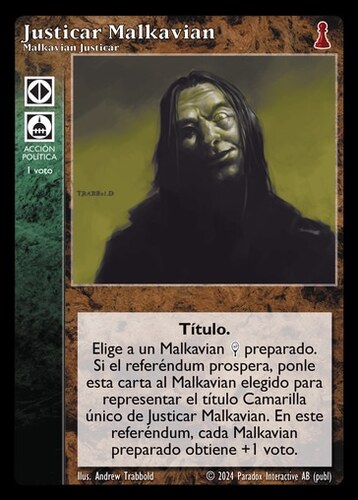 Justicar Malkavian
Malkavian Justicar
ACCIÓN
POLÍTICA
1 voto
TRABBOLD
Título.
Elige a un Malkavian preparado.
Si el referéndum prospera, ponle
esta carta al Malkavian elegido para
representar el título Camarilla
único de Justicar Malkavian. En este
referéndum, cada Malkavian
preparado obtiene +1 voto.
Ilus. Andrew Trabbold © 2024 Paradox Interactive AB (publ)